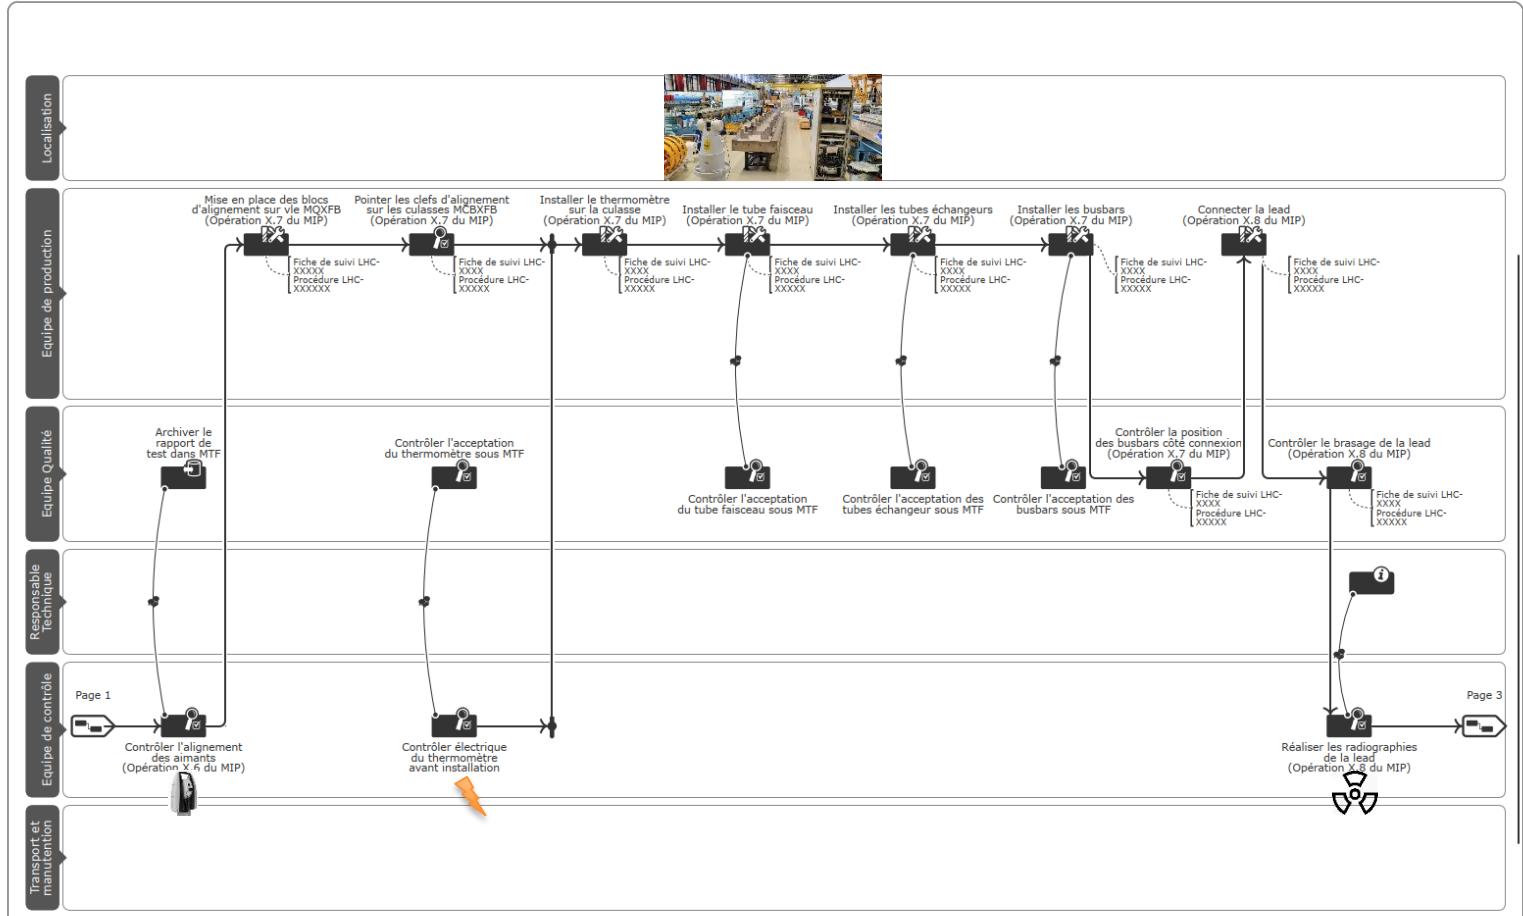 Localisation
Equipe de production
Mise en place des blocs
d'alignement sur vle MQXFB
(Opération X.7 du MIP)
Fiche de suivi LHC-
XXXXX
Procédure LHC-
XXXXXX
Pointer les clefs d'alignement
sur les culasses MCBXFB
(Opération X.7 du MIP)
Fiche de suivi LHC-
XXXX
Procédure LHC-
XXXXX
Installer le thermomètre
sur la culasse
(Opération X.7 du MIP)
Fiche de suivi LHC-
XXXX
Procédure LHC-
XXXXX
Installer le tube faisceau
(Opération X.7 du MIP)
Fiche de suivi LHC-
XXXX
Procédure LHC-
XXXXX
Installer les tubes échangeurs
(Opération X.7 du MIP)
Fiche de suivi LHC-
XXXX
Procédure LHC-
XXXXX
Installer les busbars
(Opération X.7 du MIP)
Fiche de suivi LHC-
XXXX
Procédure LHC-
XXXXX
Connecter la lead
(Opération X.8 du MIP)
Fiche de suivi LHC-
XXXX
Procédure LHC-
XXXXX
Equipe Qualité
Archiver le
rapport de
test dans MTF
Contrôler l'acceptation
du thermomètre sous MTF
Contrôler l'acceptation
du tube faisceau sous MTF
Contrôler l'acceptation des
tubes échangeur sous MTF
Contrôler l'acceptation des
busbars sous MTF
Contrôler la position
des busbars côté connexion
(Opération X.7 du MIP)
Fiche de suivi LHC-
XXXX
Procédure LHC-
XXXXX
Contrôler le brasage de la lead
(Opération X.8 du MIP)
Fiche de suivi LHC-
XXXX
Procédure LHC-
XXXXX
Responsable
Technique
Equipe de contrôle
Page 1
Contrôler l'alignement
des aimants
(Opération X.6 du MIP)
Contrôler électrique
du thermomètre
avant installation
Réaliser les radiographies
de la lead
(Opération X.8 du MIP)
Page 3
Transport et
manutention